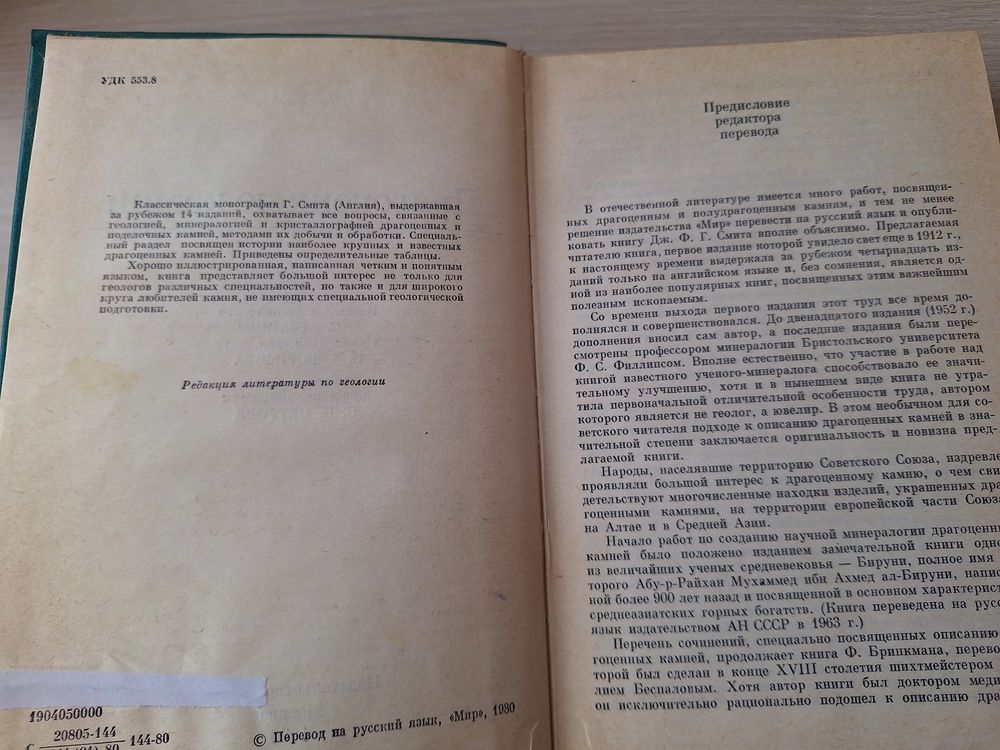 УДК 553.8
Классическая монография Г. Смита (Англия), выдержавшая
за рубежом 14 изданий, охватывает все вопросы, связанные с
геологией, минералогией и кристаллографией драгоценных и
поделочных камней, методами их добычи и обработки. Специаль-
ный раздел посвящен истории наиболее крупных и известных
драгоценных камней. Приведены определительные таблицы.
Хорошо иллюстрированная, написанная четким и понятным
языком, книга представляет большой интерес не только для
геологов различных специальностей, но также и для широкого
круга любителей камня, не имеющих специальной геологической
подготовки.
Редакция литературы по геологии
1904050000
20805-144
144-80
© Перевод на русский язык, «Мир», 1980
Предисловие
редактора
перевода
В отечественной литературе имеется много работ, посвящен-
ных драгоценным и полудрагоценным камням, и тем не менее
решение издательства «Мир» перевести на русский язык и опубли-
ковать книгу Дж. Ф. Г. Смита вполне объяснимо. Предлагаемая
читателю книга, первое издание которой увидело свет еще в 1912 г.,
к настоящему времени выдержала за рубежом четырнадцать из-
даний только на английском языке и, без сомнения, является од-
ной из наиболее популярных книг, посвященных этим важнейшим
полезным ископаемым.
Со времени выхода первого издания этот труд все время до-
полнялся и совершенствовался. До двенадцатого издания (1952 г.)
дополнения вносил сам автор, а последние издания были пере-
смотрены профессором минералогии Бристольского университета
Ф. С. Филлипсом. Вполне естественно, что участие в работе над
книгой известного ученого-минералога способствовало ее значи-
тельному улучшению, хотя и в нынешнем виде книга не утра-
тила первоначальной отличительной особенности труда, автором
которого является не геолог, а ювелир. В этом необычном для со-
ветского читателя подходе к описанию драгоценных камней в зна-
чительной степени заключается оригинальность и новизна пред-
лагаемой книги.
Народы, населявшие территорию Советского Союза, издревле
проявляли большой интерес к драгоценному камню, о чем сви-
детельствуют многочисленные находки изделий, украшенных дра
гоценными камнями, на территории европейской части Союза
на Алтае и в Средней Азии.
Начало работ по созданию научной минералогии драгоценн
камней было положено изданием замечательной книги одно
из величайших ученых средневековья — Бируни, полное имя
торого Абу-р-Райхан Мухаммед ибн Ахмед ал-Бируни, написа
ной более 900 лет назад и посвященной в основном характерист
среднеазиатских горных богатств. (Книга переведена на русс
язык издательством АН СССР в 1963 г.)
Перечень сочинений, специально посвященных описанию
гоценных камней, продолжает книга Ф. Бринкмана, перево
торой был сделан в конце XVIII столетия шихтмейстером
лием Беспаловым. Хотя автор книги был доктором меди
он исключительно рационально подошел к описанию дра